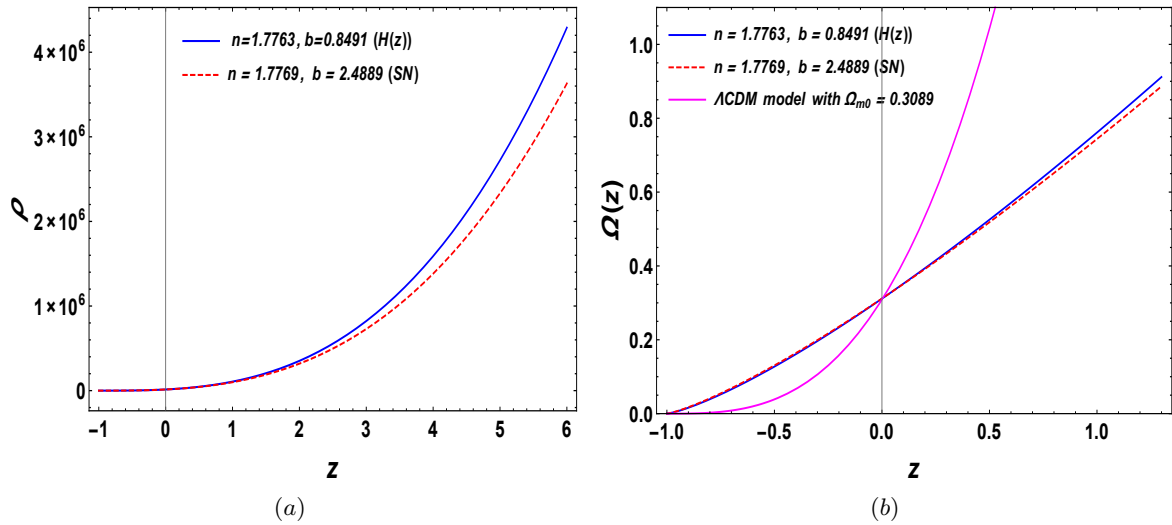 n=1.7763, b=0.8491 (H(z))
n = 1.7769, b = 2.4889 (SN)
4×10⁶
3×10⁶
2×10⁶
1×10⁶
0
ρ
−1 0 1 2 3 4 5 6
z
(a)
n = 1.7763, b = 0.8491 (H(z))
n = 1.7769, b = 2.4889 (SN)
ΛCDM model with Ωm0 = 0.3089
1.0
0.8
0.6
0.4
0.2
0.0
Ω(z)
−1.0 −0.5 0.0 0.5 1.0
z
(b)